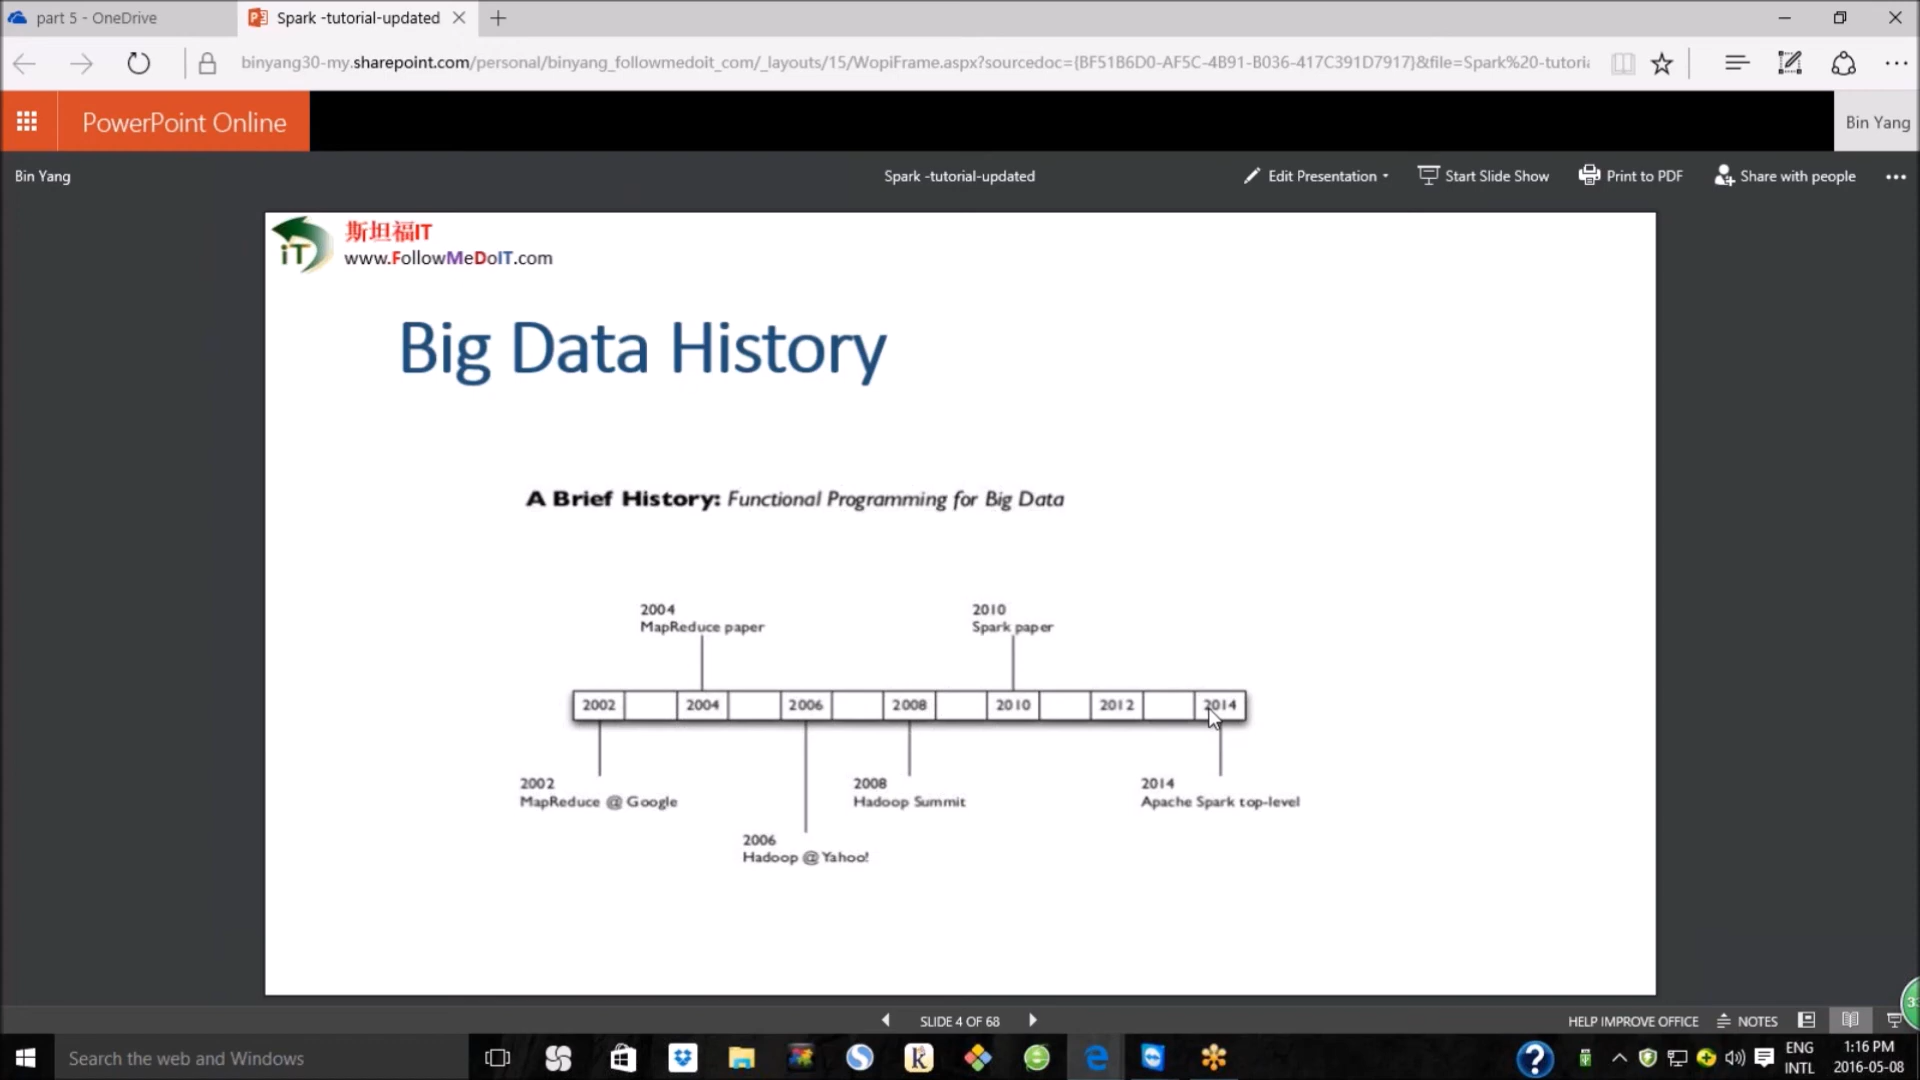 part 5 - OneDrive
Spark -tutorial-updated
binyang30-my.sharepoint.com/personal/binyang_followmedoit_com/_layouts/15/WopiFrame.aspx?sourcedoc={BF51B6D0-AF5C-4B91-B036-417C391D7917}&file=Spark%20-tutoria
PowerPoint Online
Bin Yang
Bin Yang
Spark -tutorial-updated
Edit Presentation
Start Slide Show
Print to PDF
Share with people
iT
斯坦福IT
www.FollowMeDoIT.com
Big Data History
A Brief History: Functional Programming for Big Data
2004
MapReduce paper
2010
Spark paper
2002 2004 2006 2008 2010 2012 2014
2002
MapReduce @ Google
2008
Hadoop Summit
2014
Apache Spark top-level
2006
Hadoop @ Yahoo!
SLIDE 4 OF 68
HELP IMPROVE OFFICE
NOTES
Search the web and Windows
ENG
INTL
1:16 PM
2016-05-08